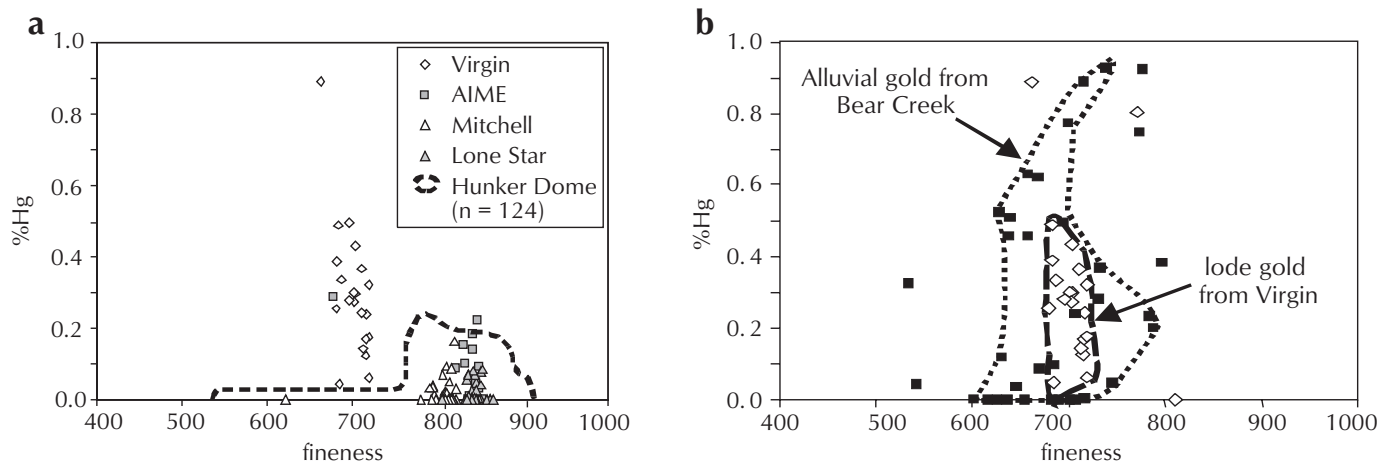 a
1.0
0.8
0.6
0.4
0.2
0.0
%Hg
400
500
600
700
800
900
1000
fineness
Virgin
AIME
Mitchell
Lone Star
Hunker Dome
(n = 124)
b
1.0
0.8
0.6
0.4
0.2
0.0
%Hg
400
500
600
700
800
900
1000
fineness
Alluvial gold from
Bear Creek
lode gold
from Virgin